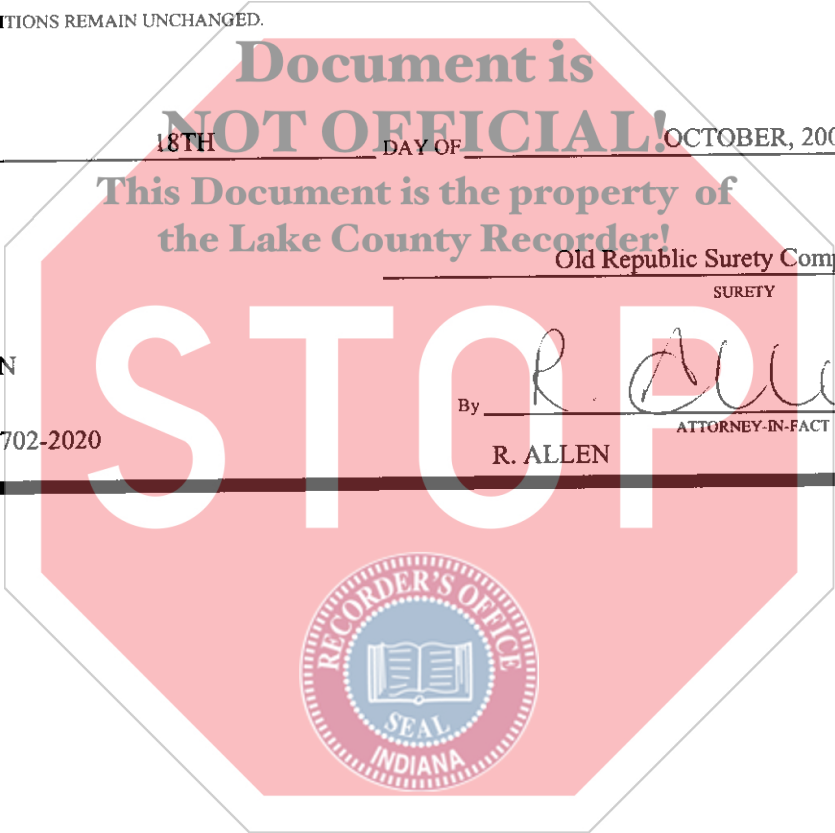 ITIONS REMAIN UNCHANGED.
Document is
NOT OFFICIAL!
18TH DAY OF OCTOBER, 200
This Document is the property of
the Lake County Recorder!
Old Republic Surety Comp
SURETY
STOP
N
R. Alle
By
ATTORNEY-IN-FACT
702-2020
R. ALLEN
RECORDER'S OFFICE
SEAL
INDIANA